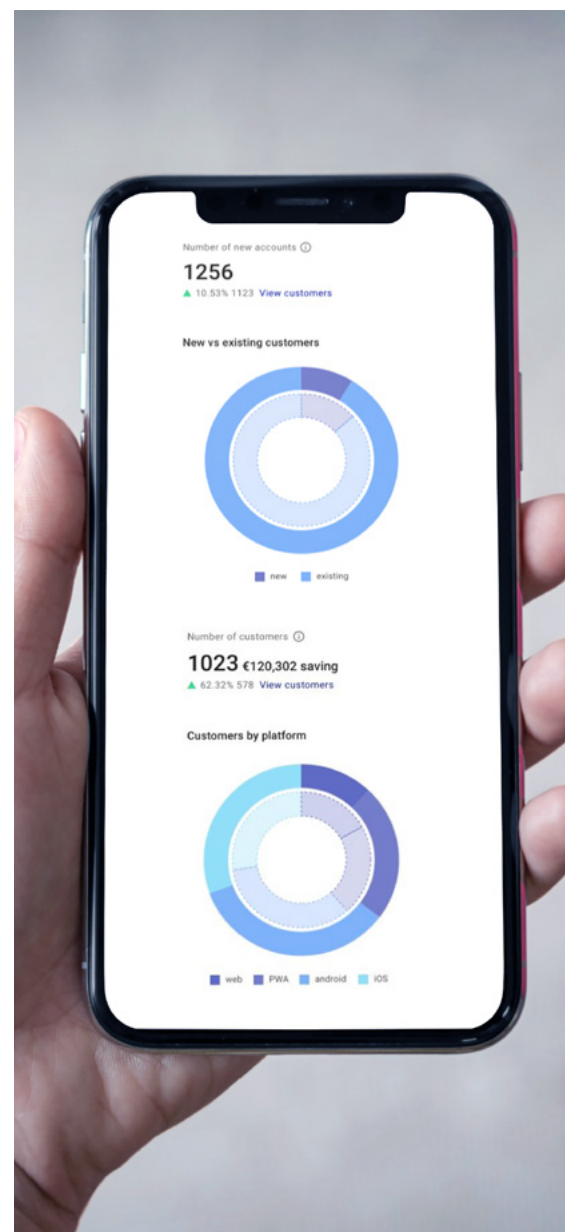 Number of new accounts ⓘ
1256
▲ 10.53% 1123 View customers
New vs existing customers
new existing
Number of customers ⓘ
1023 €120,302 saving
▲ 62.32% 578 View customers
Customers by platform
web PWA android iOS